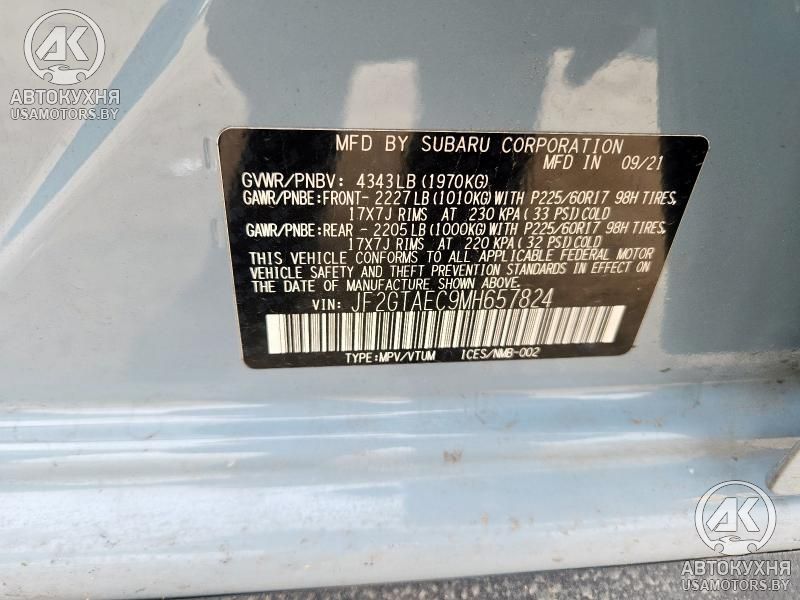 AK
АВТОКУХНЯ
USAMOTORS.BY
MFD BY SUBARU CORPORATION
MFD IN 09/21
GVWR/PNBV: 4343LB(1970KG)
GAWR/PNBE:FRONT- 2227LB(1010KG)WITH P225/60R17 98H TIRES,
17X7J RIMS AT 230 KPA(33 PSI)COLD
GAWR/PNBE:REAR - 2205LB(1000KG)WITH P225/60R17 98H TIRES,
17X7J RIMS AT 220 KPA(32 PSI)COLD
THIS VEHICLE CONFORMS TO ALL APPLICABLE FEDERAL MOTOR
VEHICLE SAFETY AND THEFT PREVENTION STANDARDS IN EFFECT ON
THE DATE OF MANUFACTURE SHOWN ABOVE.
VIN: JF2GTAEC9MH657824
TYPE:MPV/VTUM ICES/NMB-002
AK
АВТОКУХНЯ
USAMOTORS.BY